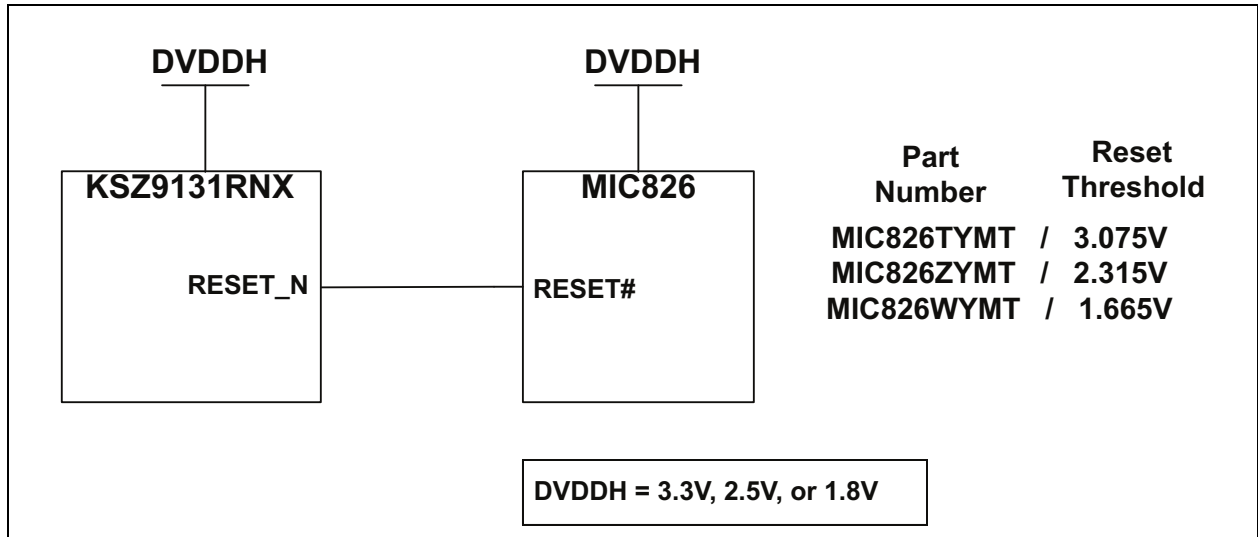 DVDDH
DVDDH
KSZ9131RNX
MIC826
RESET_N
RESET#
Part
Number
Reset
Threshold
MIC826TYMT / 3.075V
MIC826ZYMT / 2.315V
MIC826WYMT / 1.665V
DVDDH = 3.3V, 2.5V, or 1.8V